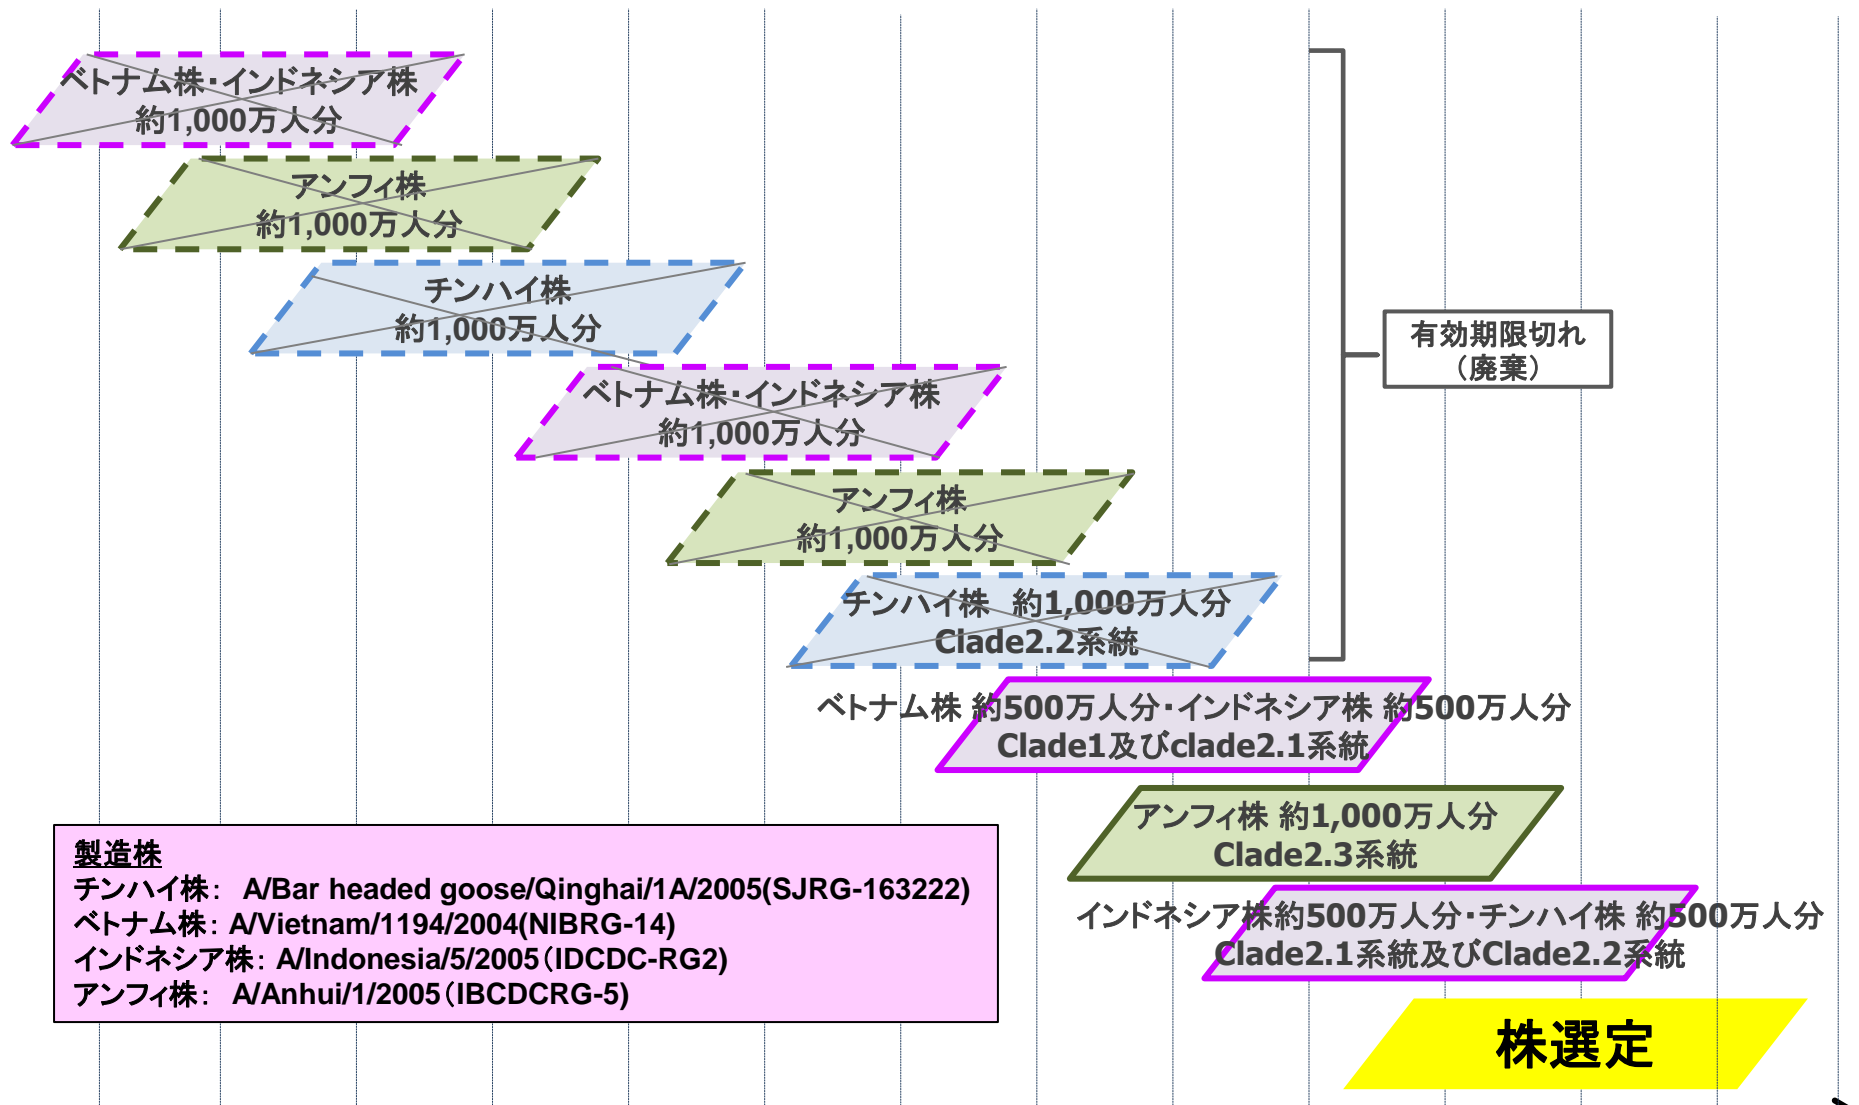 ベトナム株・インドネシア株
約1,000万人分
アンフィ株
約1,000万人分
チンハイ株
約1,000万人分
有効期限切れ
（廃棄）
ベトナム株・インドネシア株
約1,000万人分
アンフィ株
約1,000万人分
チンハイ株　約1,000万人分
Clade2.2系統
ベトナム株 約500万人分・インドネシア株 約500万人分
Clade1及びclade2.1系統
アンフィ株 約1,000万人分
Clade2.3系統
インドネシア株約500万人分・チンハイ株 約500万人分
Clade2.1系統及びClade2.2系統
株選定
製造株
チンハイ株：　A/Bar headed goose/Qinghai/1A/2005(SJRG-163222)
ベトナム株：A/Vietnam/1194/2004(NIBRG-14)
インドネシア株：A/Indonesia/5/2005（IDCDC-RG2)
アンフィ株：　A/Anhui/1/2005（IBCDCRG-5)